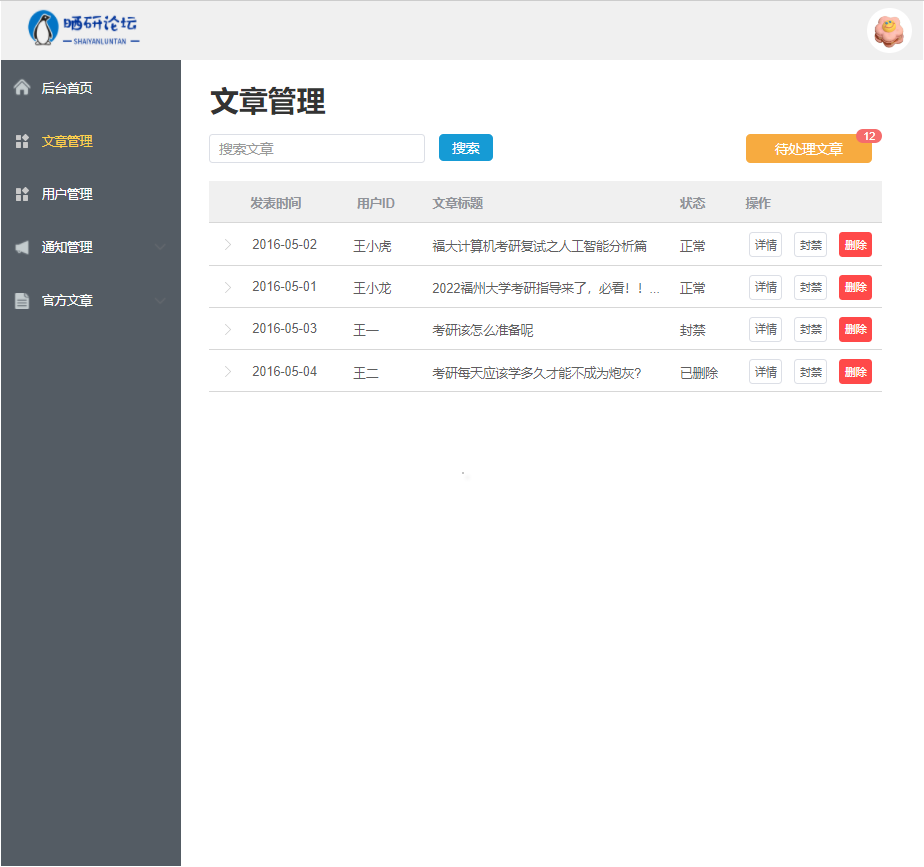 晒研论坛
SHAIYANLUNTAN
后台首页
文章管理
用户管理
通知管理
官方文章
文章管理
搜索文章 搜索 待处理文章 12
发表时间 用户ID 文章标题 状态 操作
2016-05-02 王小虎 福大计算机考研复试之人工智能分析篇 正常 详情 封禁 删除
2016-05-01 王小龙 2022福州大学考研指导来了，必看！！... 正常 详情 封禁 删除
2016-05-03 王一 考研该怎么准备呢 封禁 详情 封禁 删除
2016-05-04 王二 考研每天应该学多久才能不成为炮灰? 已删除 详情 封禁 删除